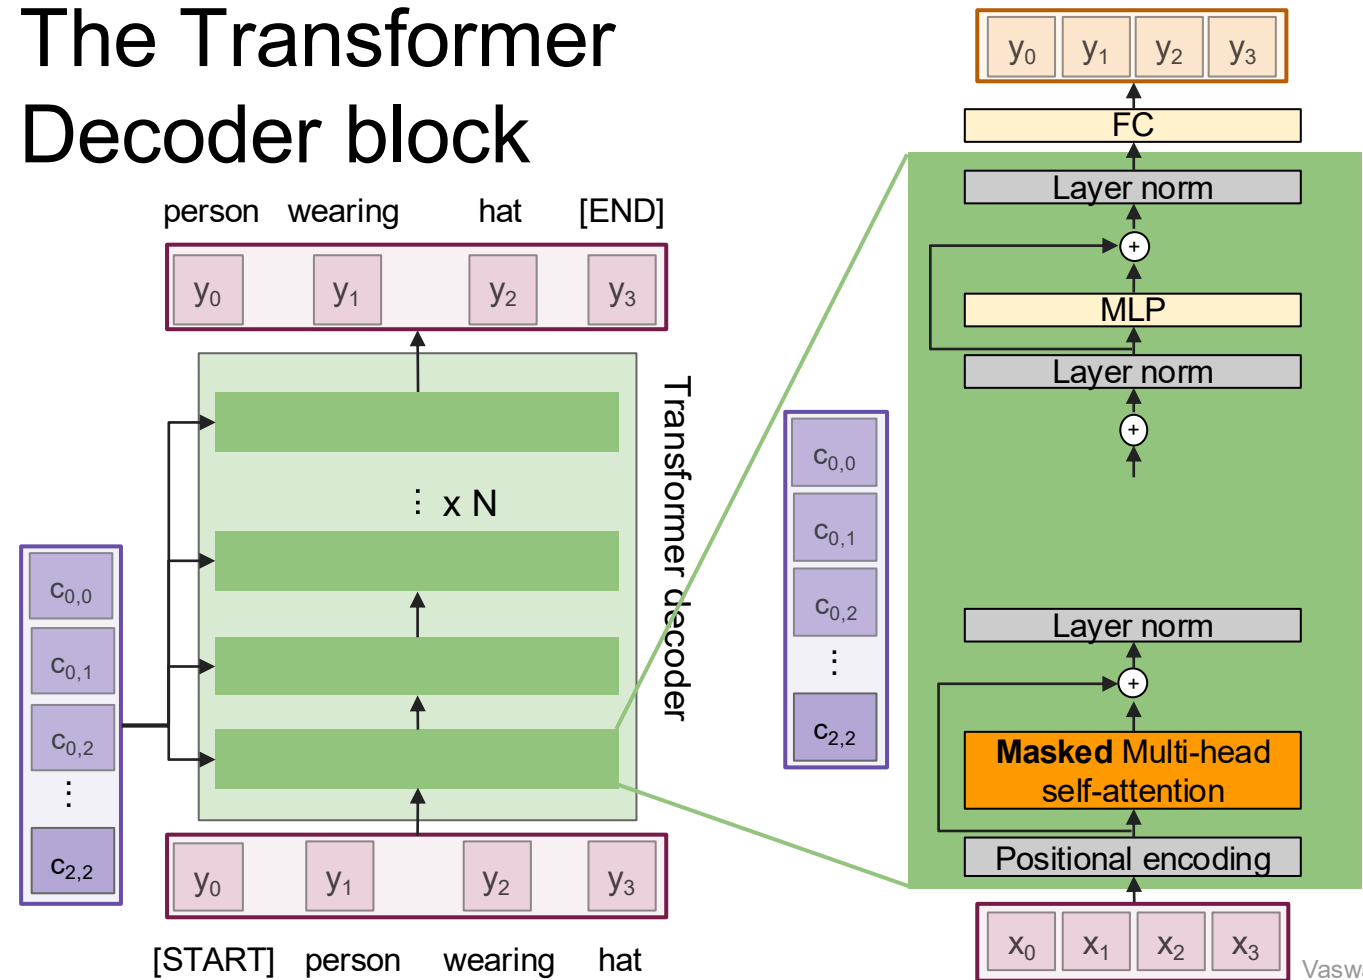 The Transformer
Decoder block
person wearing hat [END]
y0 y1 y2 y3
⋮ x N
Transformer decoder
c0,0
c0,1
c0,2
⋮
c2,2
y0 y1 y2 y3
[START] person wearing hat
y0 y1 y2 y3
FC
Layer norm
+
MLP
Layer norm
+
c0,0
c0,1
c0,2
⋮
c2,2
Layer norm
+
Masked Multi-head
self-attention
Positional encoding
x0 x1 x2 x3